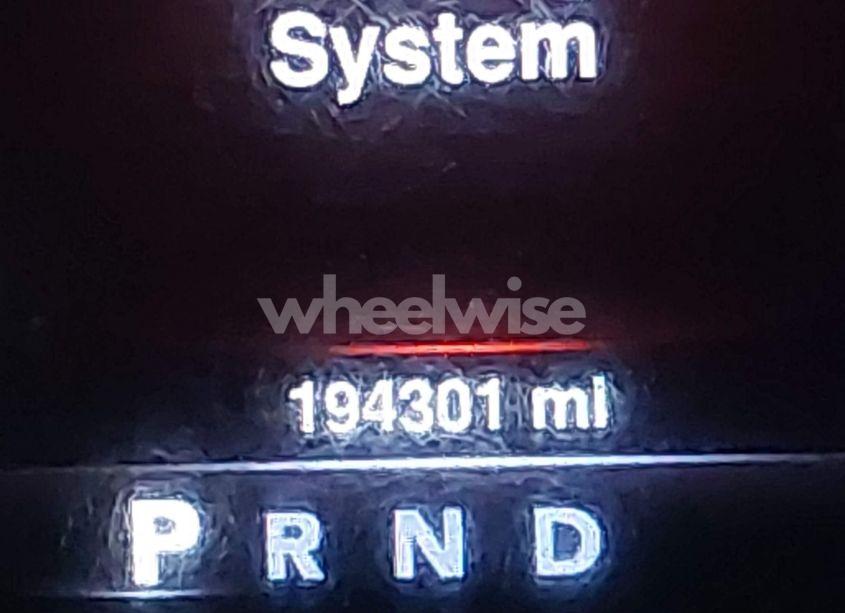 System
wheelwise
194301 mi
P R N D